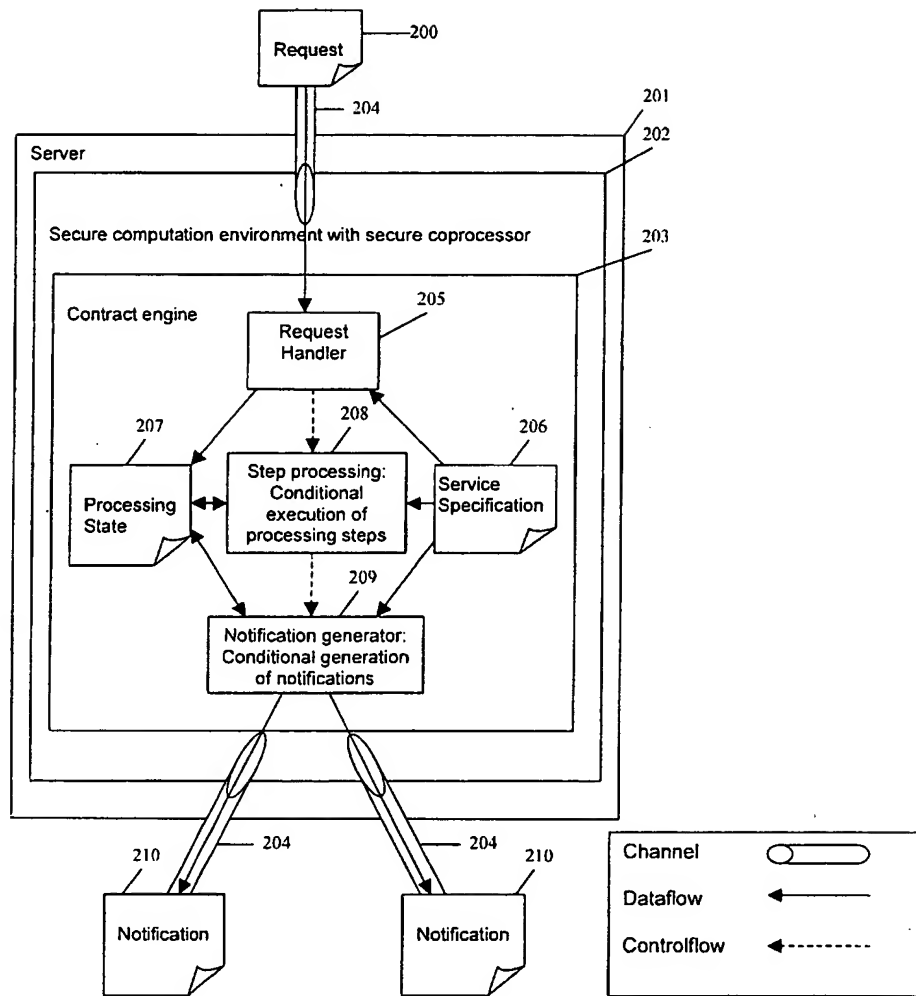 200
Request
204
201
202
Server
Secure computation environment with secure coprocessor
203
Contract engine
205
Request
Handler
207
208
206
Processing
State
Step processing:
Conditional
execution of
processing steps
Service
Specification
209
Notification generator:
Conditional generation
of notifications
210
204
204
210
Notification
Notification
Channel
Dataflow
Controlflow